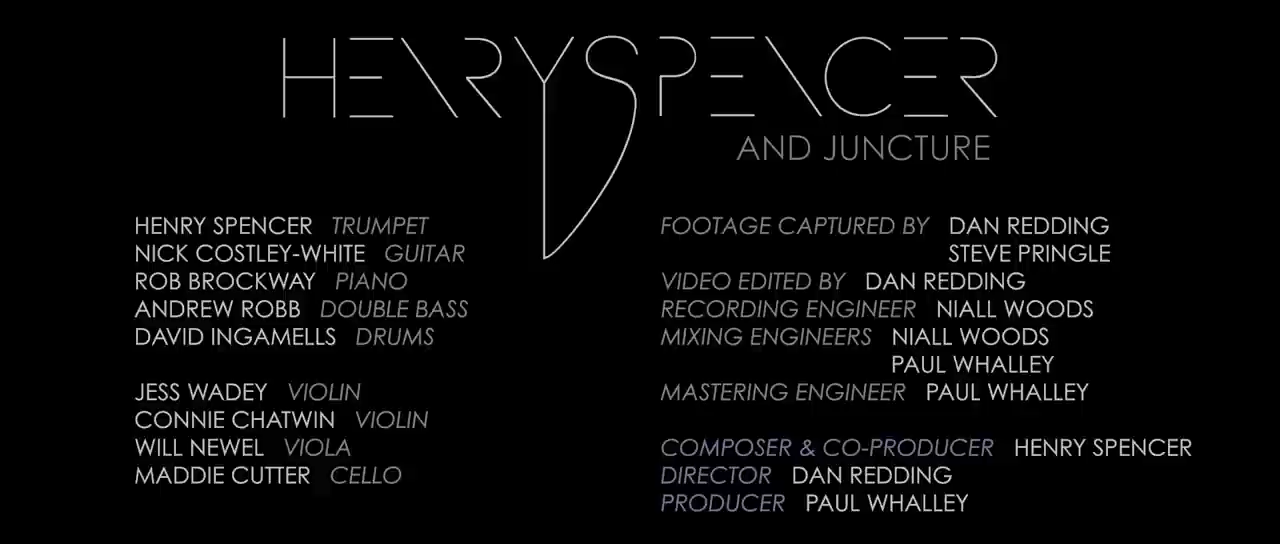 HENRYSPENCER
AND JUNCTURE
HENRY SPENCER TRUMPET
NICK COSTLEY-WHITE GUITAR
ROB BROCKWAY PIANO
ANDREW ROBB DOUBLE BASS
DAVID INGAMELLS DRUMS
JESS WADEY VIOLIN
CONNIE CHATWIN VIOLIN
WILL NEWEL VIOLA
MADDIE CUTTER CELLO
FOOTAGE CAPTURED BY DAN REDDING
STEVE PRINGLE
VIDEO EDITED BY DAN REDDING
RECORDING ENGINEER NIALL WOODS
MIXING ENGINEERS NIALL WOODS
PAUL WHALLEY
MASTERING ENGINEER PAUL WHALLEY
COMPOSER & CO-PRODUCER HENRY SPENCER
DIRECTOR DAN REDDING
PRODUCER PAUL WHALLEY